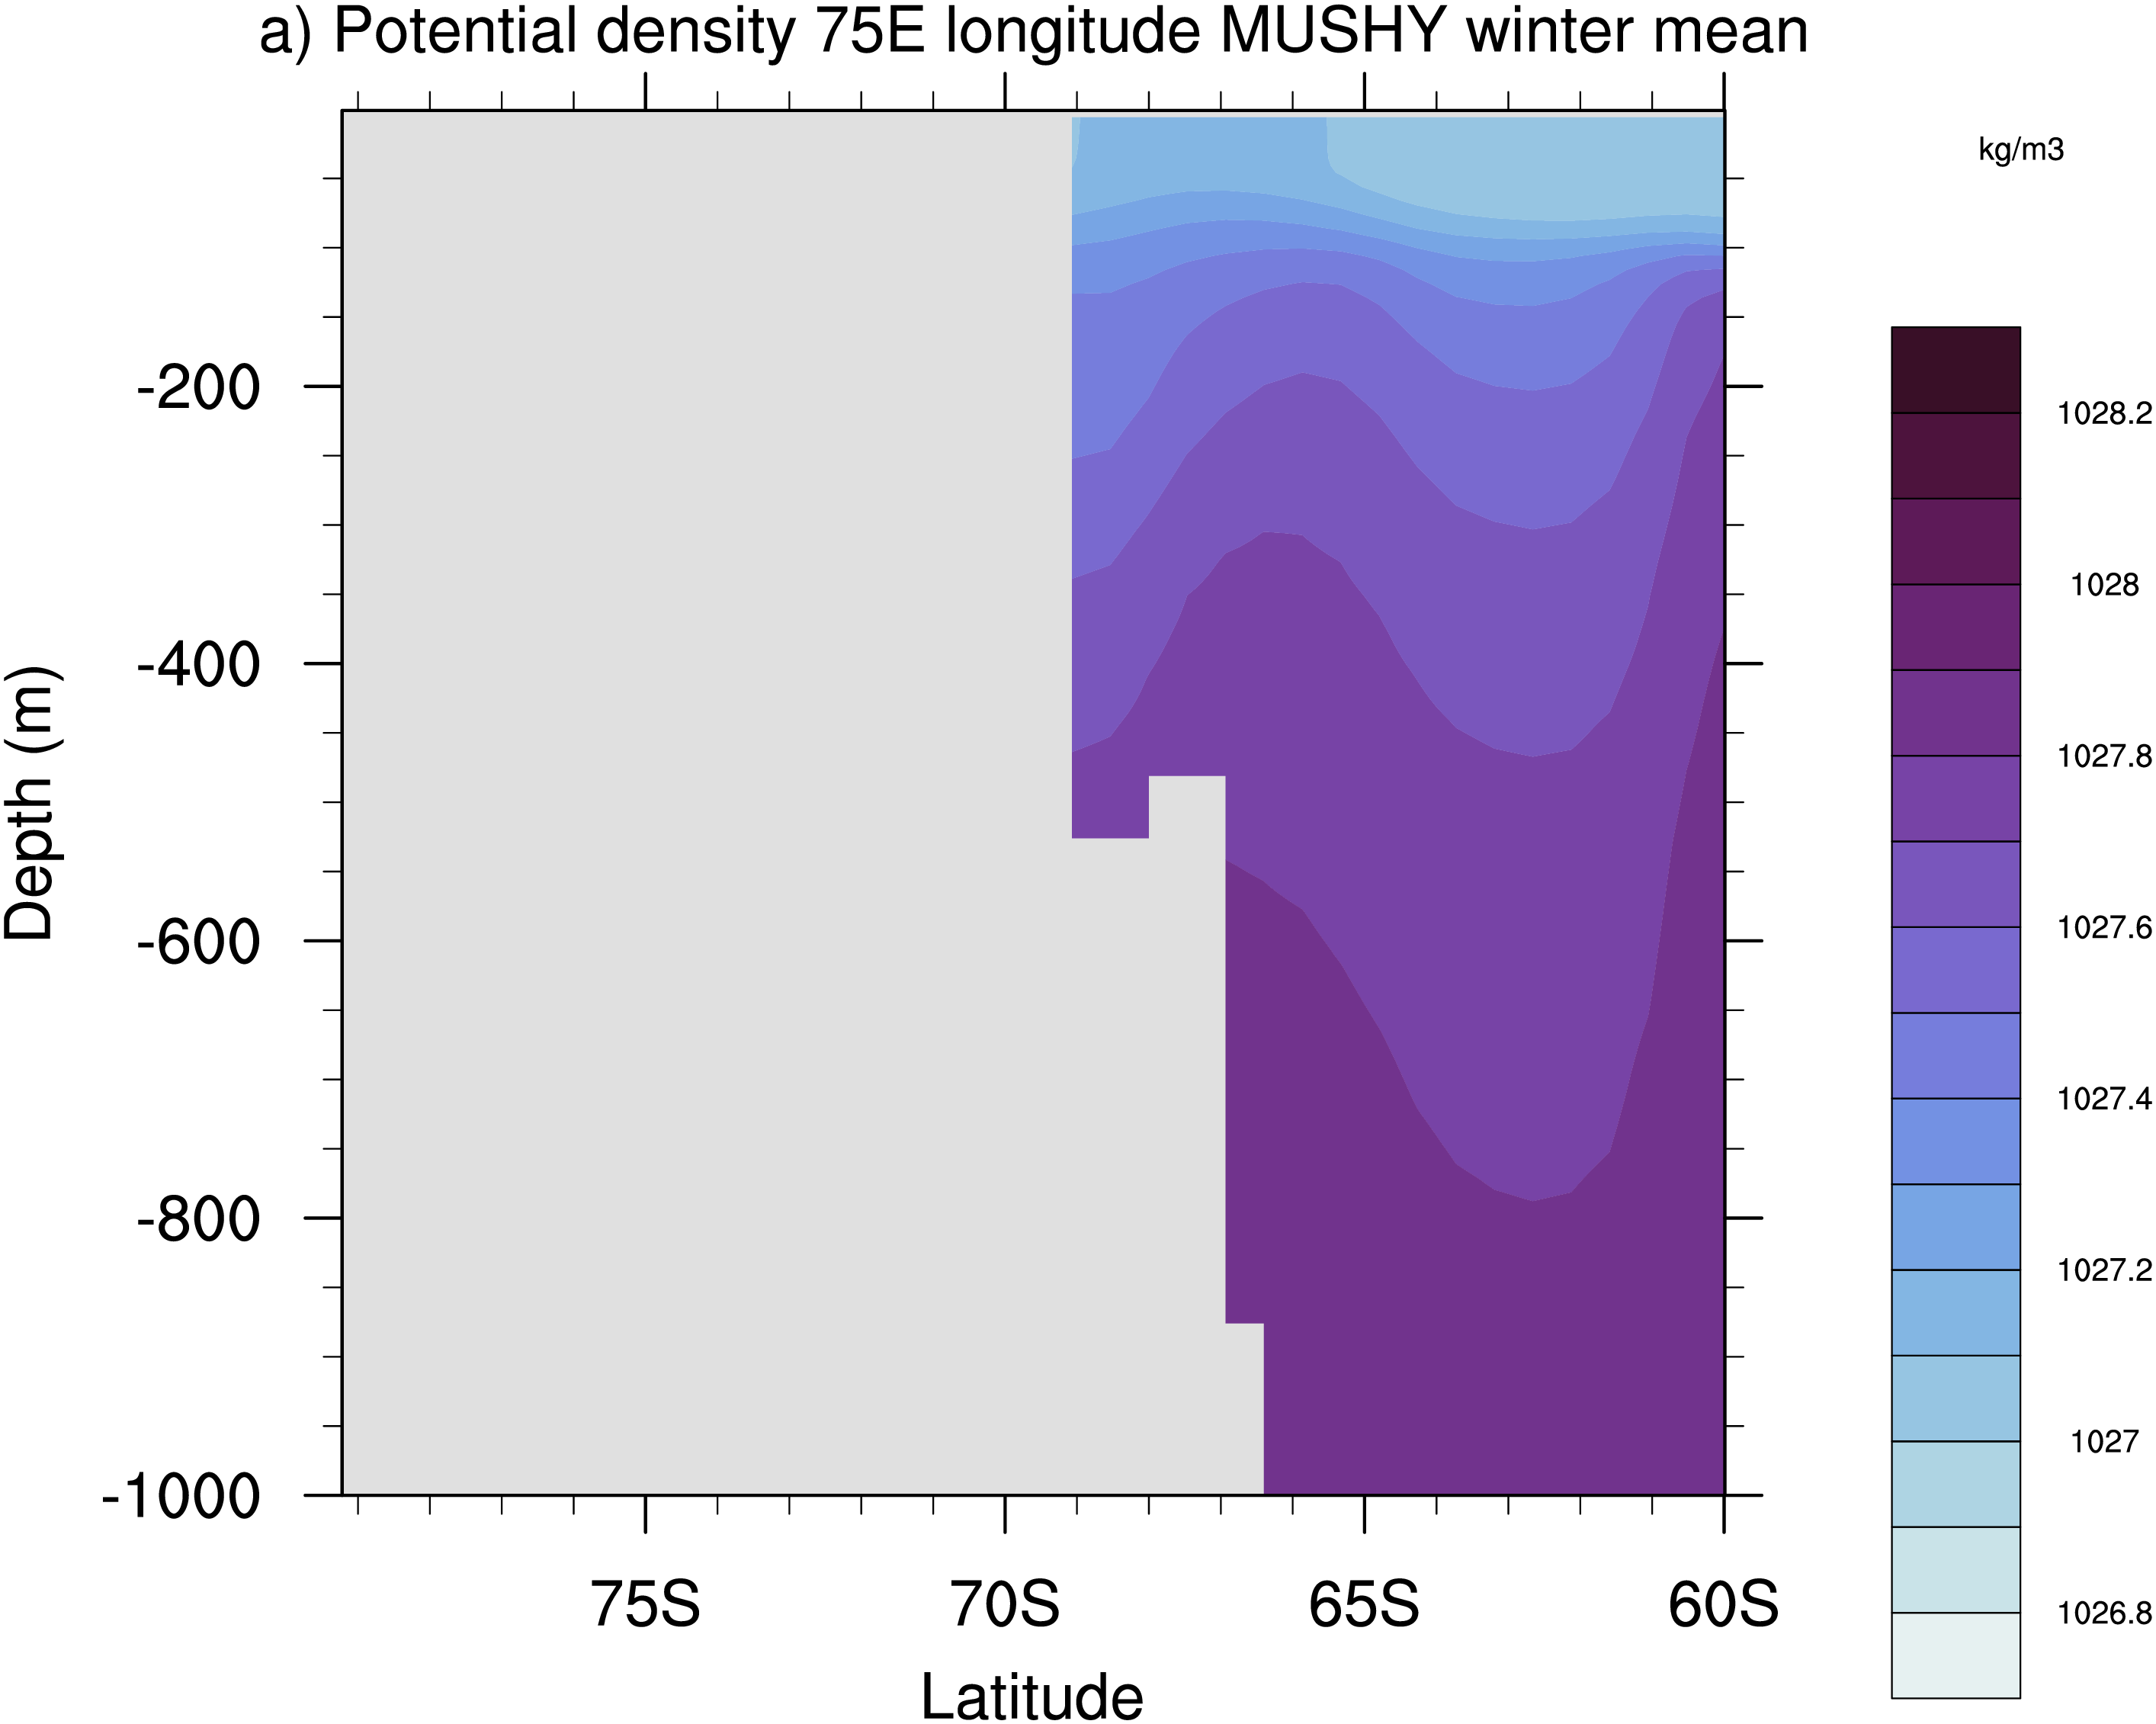 a) Potential density 75E longitude MUSHY winter mean
kg/m3
Depth (m)
-200
-400
-600
-800
-1000
75S
70S
65S
60S
Latitude
1028.2
1028
1027.8
1027.6
1027.4
1027.2
1027
1026.8